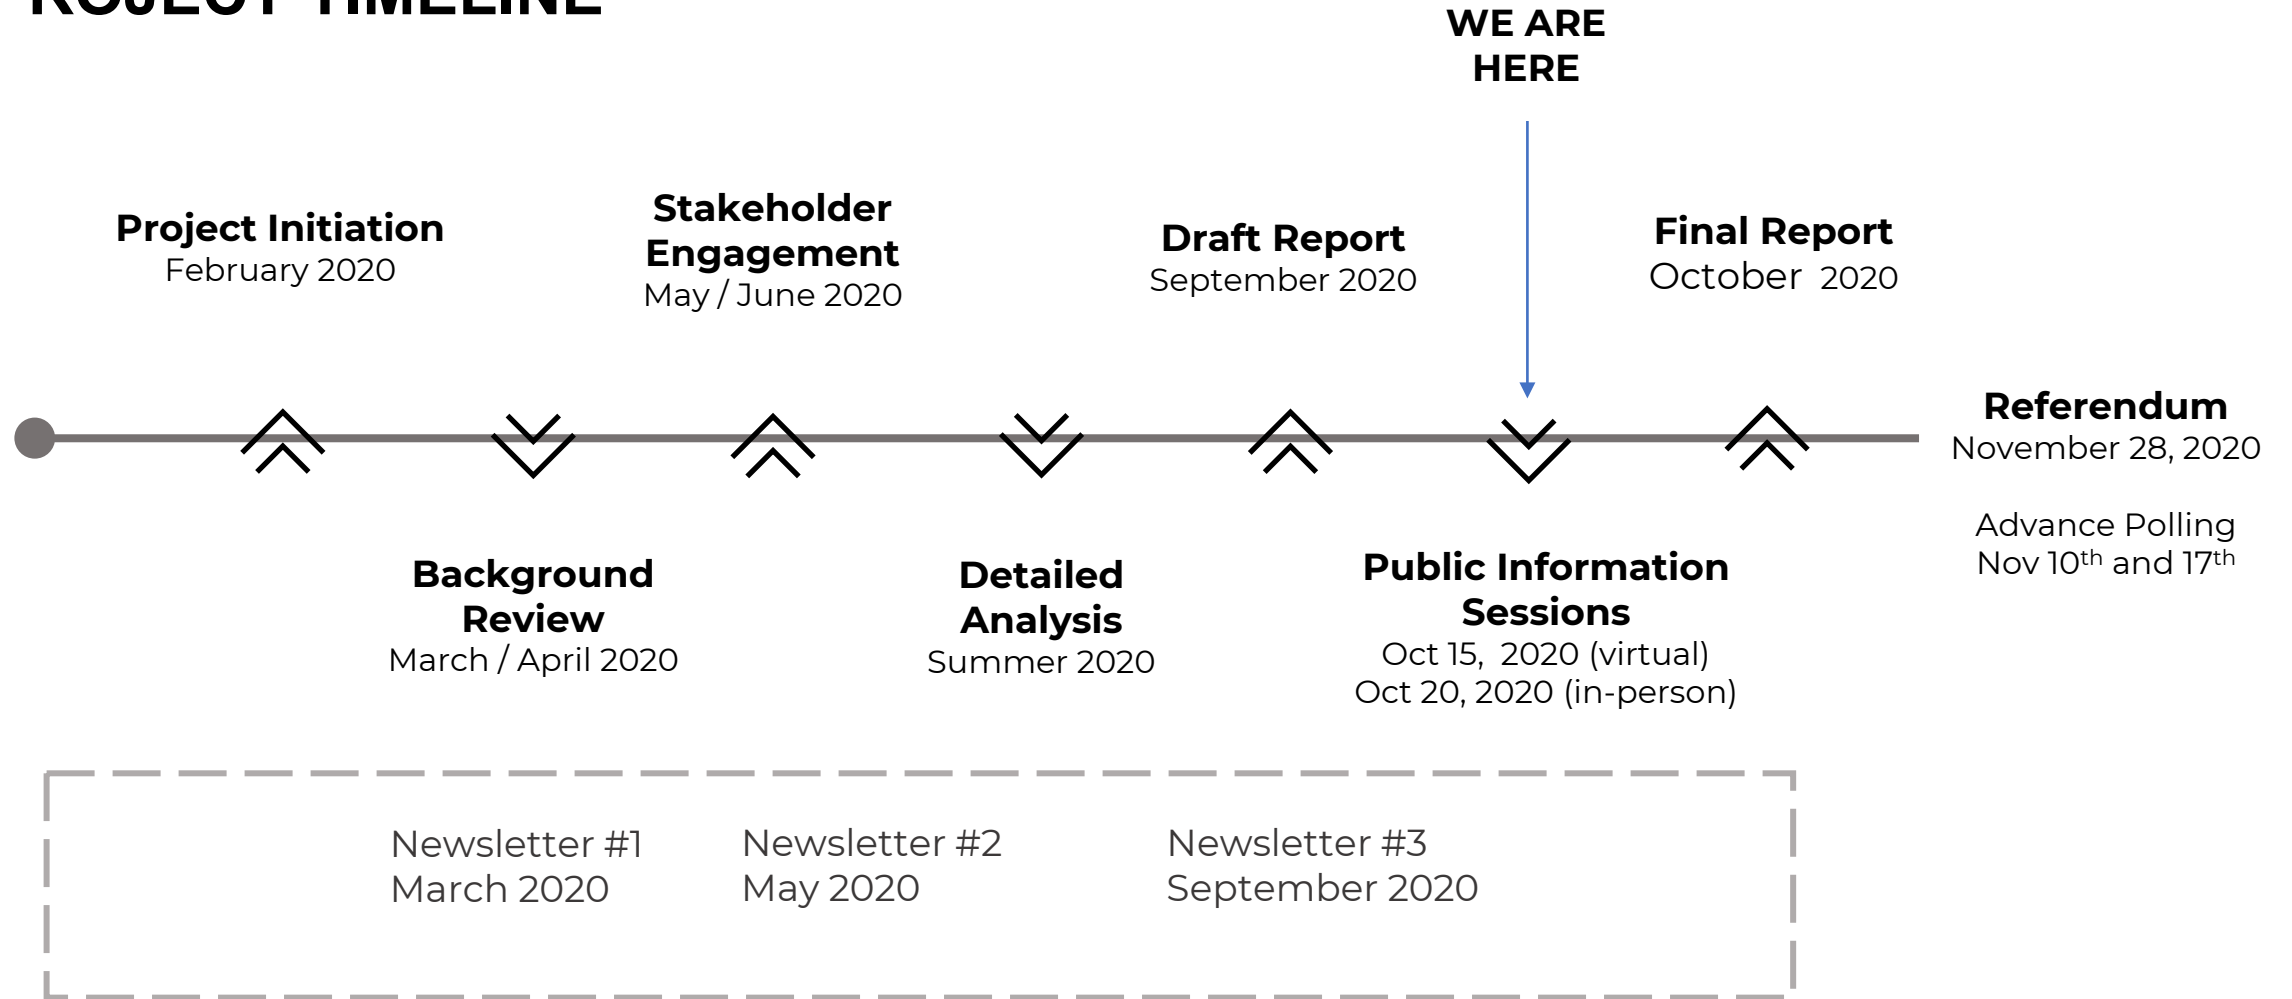 PROJECT TIMELINE
WE ARE
HERE
Project Initiation
February 2020
Stakeholder
Engagement
May / June 2020
Draft Report
September 2020
Final Report
October 2020
Referendum
November 28, 2020
Advance Polling
Nov 10th and 17th
Background
Review
March / April 2020
Detailed
Analysis
Summer 2020
Public Information
Sessions
Oct 15, 2020 (virtual)
Oct 20, 2020 (in-person)
Newsletter #1
March 2020
Newsletter #2
May 2020
Newsletter #3
September 2020